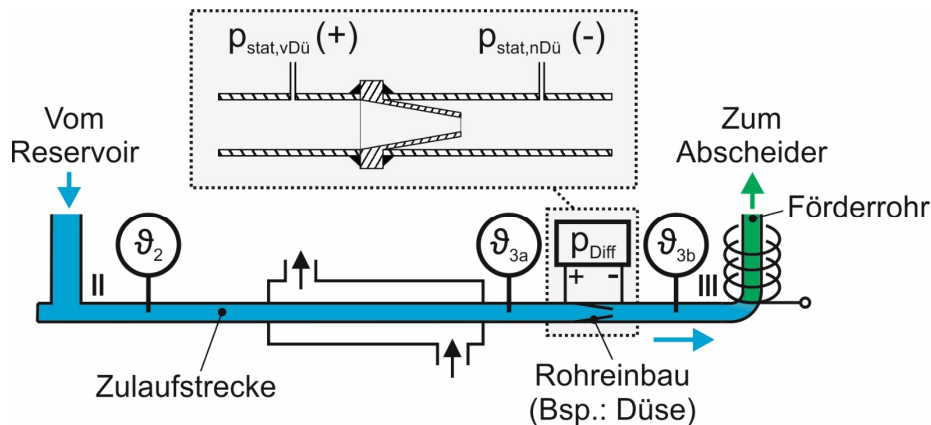 p_stat,vDü (+)
p_stat,nDü (-)
Vom
Reservoir
Zum
Abscheider
Förderrohr
ϑ_2
ϑ_3a
p_Diff
+ -
ϑ_3b
II
III
Zulaufstrecke
Rohreinbau
(Bsp.: Düse)